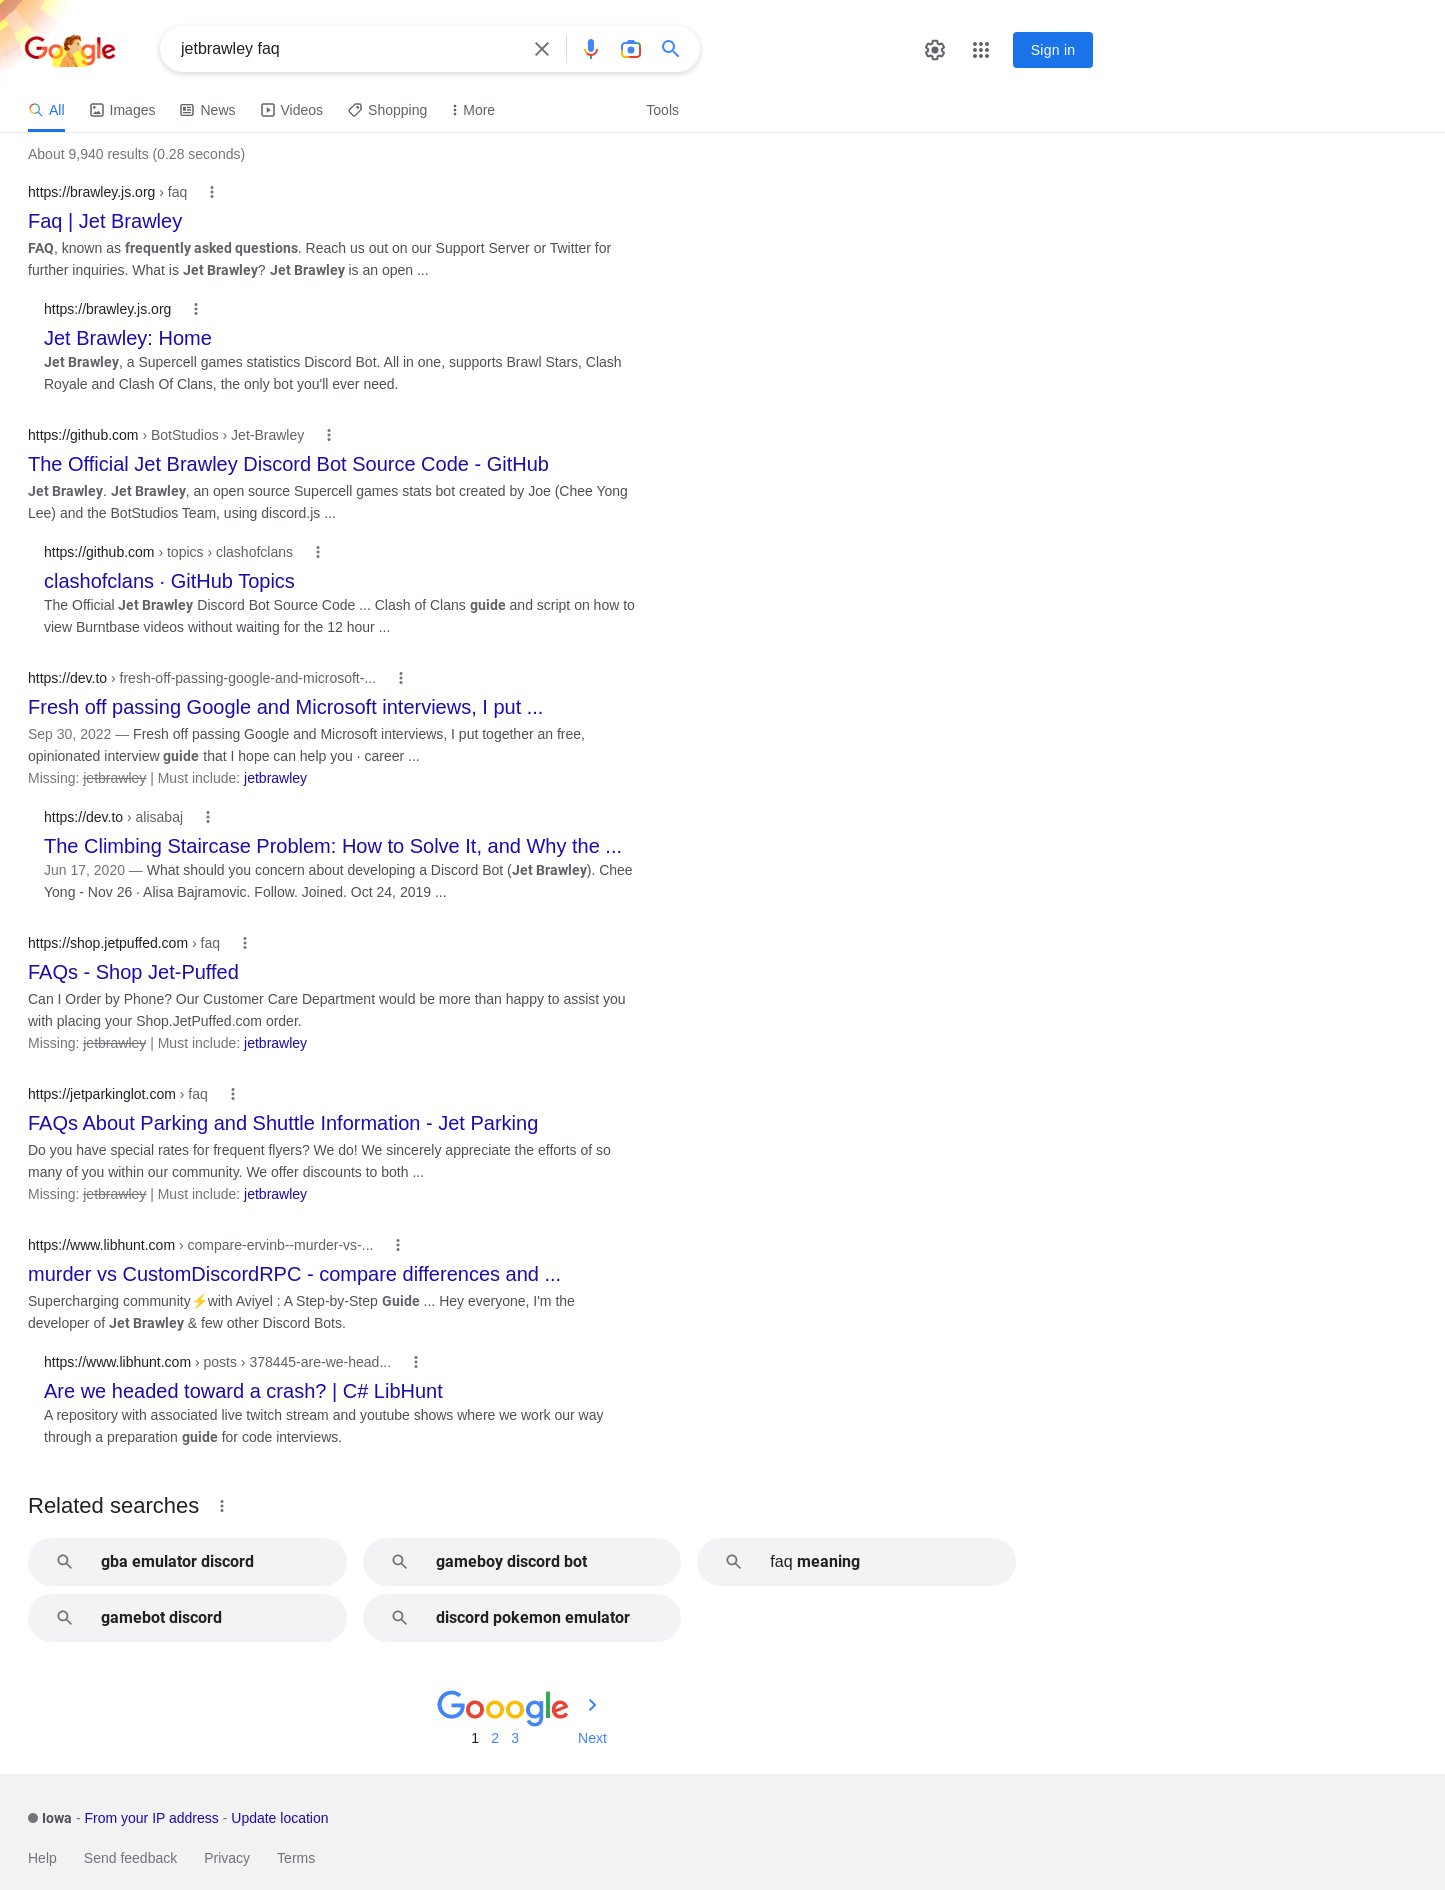 Google
jetbrawley faq
Sign in
All Images News Videos Shopping More Tools
About 9,940 results (0.28 seconds)
https://brawley.js.org › faq
Faq | Jet Brawley
FAQ, known as frequently asked questions. Reach us out on our Support Server or Twitter for
further inquiries. What is Jet Brawley? Jet Brawley is an open ...
https://brawley.js.org
Jet Brawley: Home
Jet Brawley, a Supercell games statistics Discord Bot. All in one, supports Brawl Stars, Clash
Royale and Clash Of Clans, the only bot you'll ever need.
https://github.com › BotStudios › Jet-Brawley
The Official Jet Brawley Discord Bot Source Code - GitHub
Jet Brawley. Jet Brawley, an open source Supercell games stats bot created by Joe (Chee Yong
Lee) and the BotStudios Team, using discord.js ...
https://github.com › topics › clashofclans
clashofclans · GitHub Topics
The Official Jet Brawley Discord Bot Source Code ... Clash of Clans guide and script on how to
view Burntbase videos without waiting for the 12 hour ...
https://dev.to › fresh-off-passing-google-and-microsoft-...
Fresh off passing Google and Microsoft interviews, I put ...
Sep 30, 2022 — Fresh off passing Google and Microsoft interviews, I put together an free,
opinionated interview guide that I hope can help you · career ...
Missing: jetbrawley | Must include: jetbrawley
https://dev.to › alisabaj
The Climbing Staircase Problem: How to Solve It, and Why the ...
Jun 17, 2020 — What should you concern about developing a Discord Bot (Jet Brawley). Chee
Yong - Nov 26 · Alisa Bajramovic. Follow. Joined. Oct 24, 2019 ...
https://shop.jetpuffed.com › faq
FAQs - Shop Jet-Puffed
Can I Order by Phone? Our Customer Care Department would be more than happy to assist you
with placing your Shop.JetPuffed.com order.
Missing: jetbrawley | Must include: jetbrawley
https://jetparkinglot.com › faq
FAQs About Parking and Shuttle Information - Jet Parking
Do you have special rates for frequent flyers? We do! We sincerely appreciate the efforts of so
many of you within our community. We offer discounts to both ...
Missing: jetbrawley | Must include: jetbrawley
https://www.libhunt.com › compare-ervinb--murder-vs-...
murder vs CustomDiscordRPC - compare differences and ...
Supercharging community⚡with Aviyel : A Step-by-Step Guide ... Hey everyone, I'm the
developer of Jet Brawley & few other Discord Bots.
https://www.libhunt.com › posts › 378445-are-we-head...
Are we headed toward a crash? | C# LibHunt
A repository with associated live twitch stream and youtube shows where we work our way
through a preparation guide for code interviews.
Related searches
gba emulator discord
gameboy discord bot
faq meaning
gamebot discord
discord pokemon emulator
Gooogle
1 2 3 Next
Iowa - From your IP address - Update location
Help Send feedback Privacy Terms